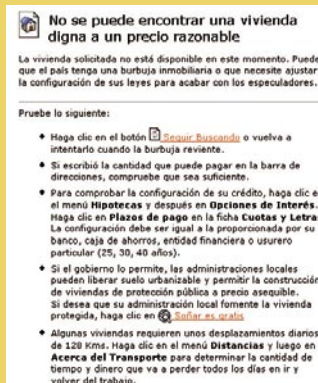 No se puede encontrar una vivienda
digna a un precio razonable
La vivienda solicitada no está disponible en este momento. Puede
que el país tenga una burbuja inmobiliaria o que necesite ajustar
la configuración de sus leyes para acabar con los especuladores.
Pruebe lo siguiente:
Haga clic en el botón Seguir Buscando o vuelva a
intentarlo cuando la burbuja reviente.
Si escribió la cantidad que puede pagar en la barra de
direcciones, compruebe que sea suficiente.
Para comprobar la configuración de su crédito, haga clic e
el menú Hipotecas y después en Opciones de Interés.
Haga clic en Plazos de pago en la ficha Cuotas y Letra
La configuración debe ser igual a la proporcionada por su
banco, caja de ahorros, entidad financiera o usurero
particular (25, 30, 40 años).
Si el gobierno lo permite, las administraciones locales
pueden liberar suelo urbanizable y permitir la construcción
de viviendas de protección pública a precio asequible.
Si desea que su administración local fomente la vivienda
protegida, haga clic en Soñar es gratis
Algunas viviendas requieren unos desplazamientos diarios
de 120 Kms. Haga clic en el menú Distancias y luego en
Acerca del Transporte para determinar la cantidad de
tiempo y dinero que va a perder todos los días en ir y
volver del trabajo.